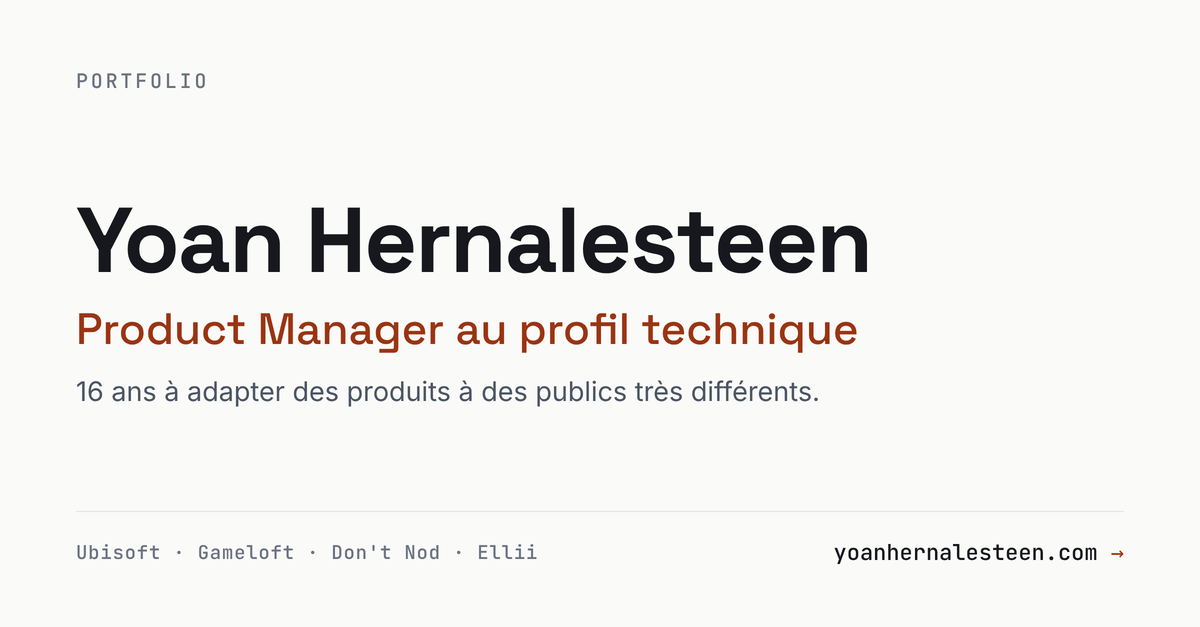 PORTFOLIO
Yoan Hernalesteen
Product Manager au profil technique
16 ans à adapter des produits à des publics très différents.
Ubisoft · Gameloft · Don't Nod · Ellii
yoanhernalesteen.com →